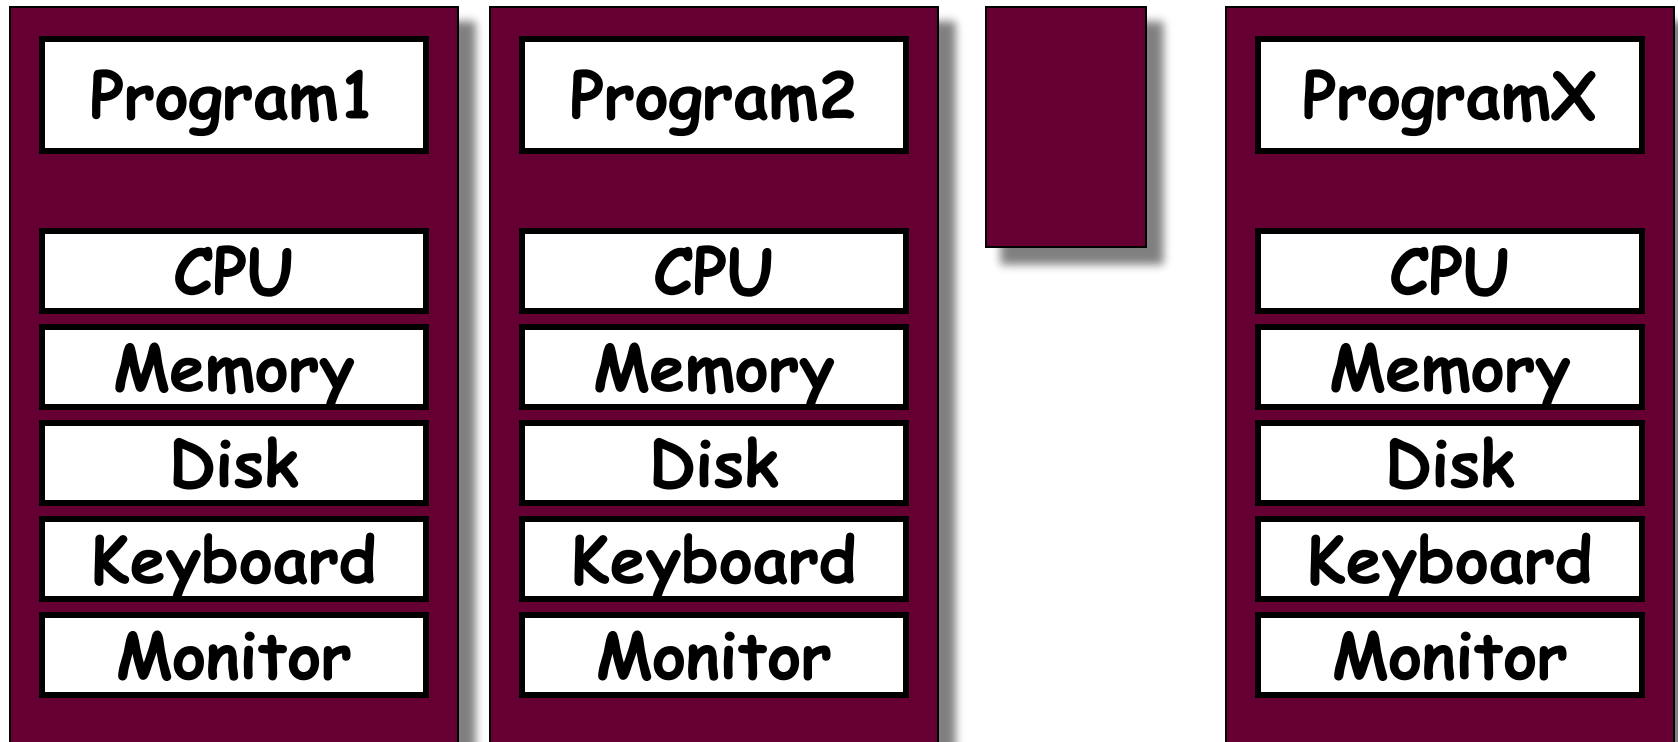 Program1
CPU
Memory
Disk
Keyboard
Monitor
Program2
CPU
Memory
Disk
Keyboard
Monitor
ProgramX
CPU
Memory
Disk
Keyboard
Monitor